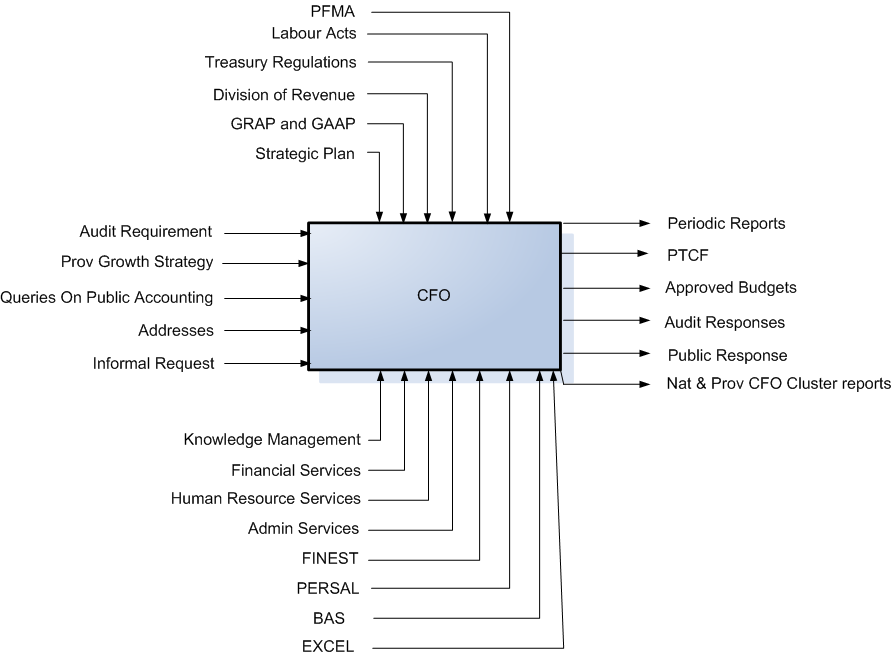 PFMA
Labour Acts
Treasury Regulations
Division of Revenue
GRAP and GAAP
Strategic Plan
Audit Requirement
Prov Growth Strategy
Queries On Public Accounting
Addresses
Informal Request
CFO
Periodic Reports
PTCF
Approved Budgets
Audit Responses
Public Response
Nat & Prov CFO Cluster reports
Knowledge Management
Financial Services
Human Resource Services
Admin Services
FINEST
PERSAL
BAS
EXCEL